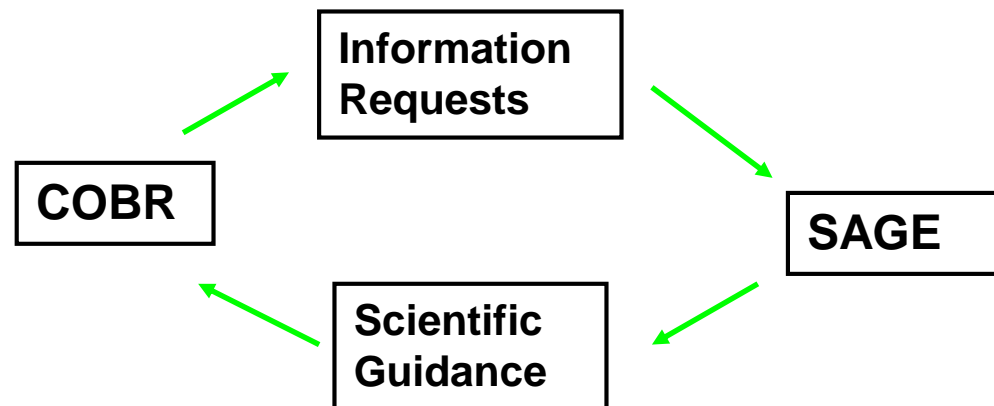 Information
Requests
COBR
SAGE
Scientific
Guidance